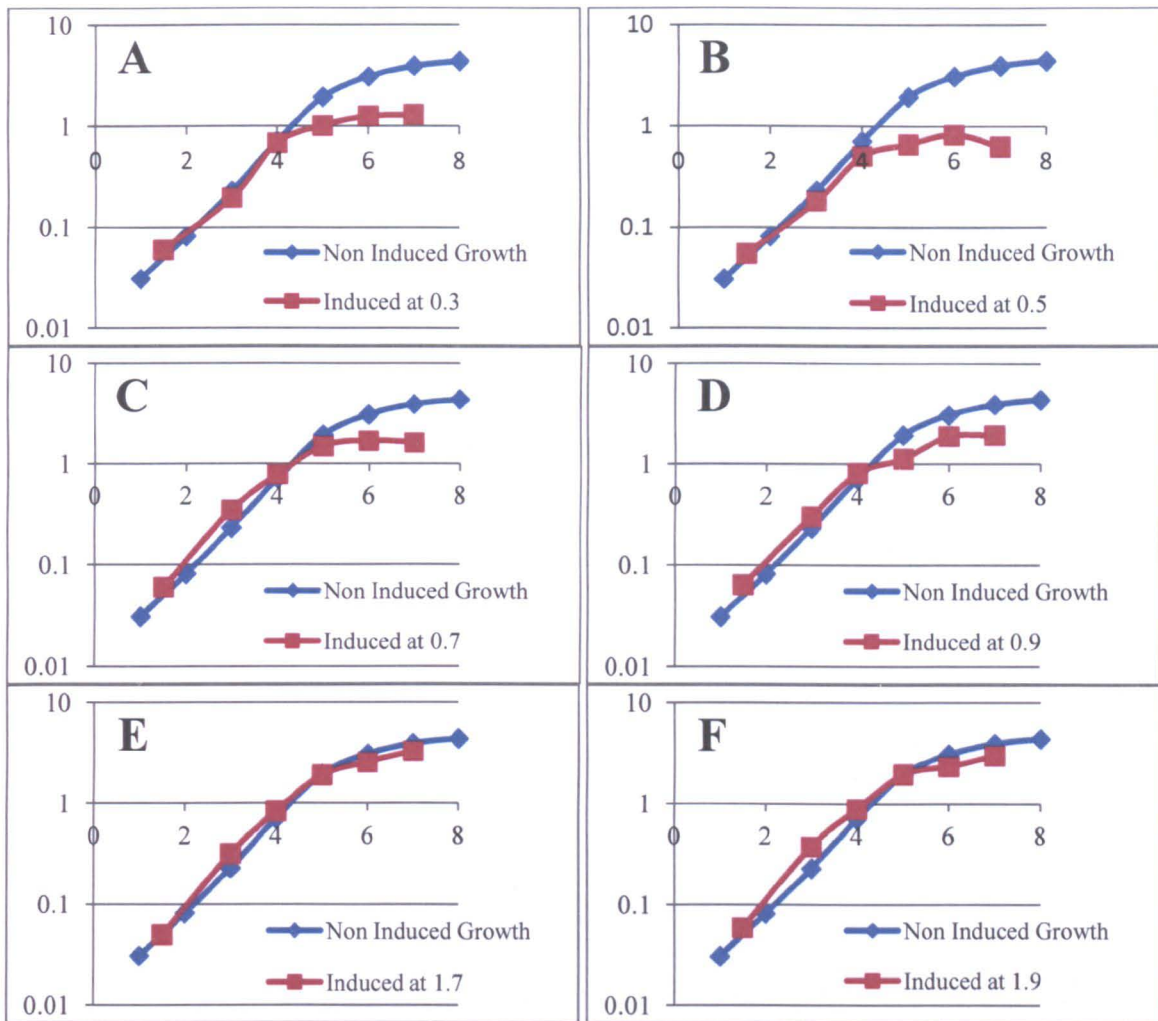 A
10
1
0 2 4 6 8
0.1
Non Induced Growth
Induced at 0.3
0.01
B
10
1
0 2 4 6 8
0.1
Non Induced Growth
Induced at 0.5
0.01
C
10
1
0 2 4 6 8
0.1
Non Induced Growth
Induced at 0.7
0.01
D
10
1
0 2 4 6 8
0.1
Non Induced Growth
Induced at 0.9
0.01
E
10
1
0 2 4 6 8
0.1
Non Induced Growth
Induced at 1.7
0.01
F
10
1
0 2 4 6 8
0.1
Non Induced Growth
Induced at 1.9
0.01